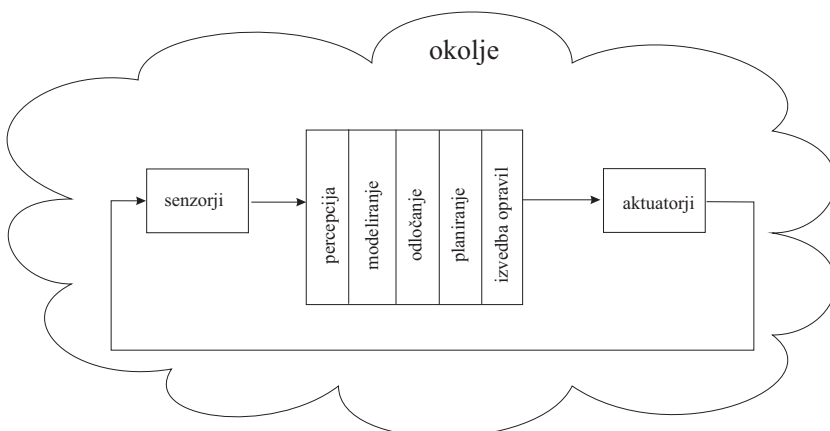 okolje
senzorji
percepcija
modeliranje
odločanje
planiranje
izvedba opravil
aktuatorji